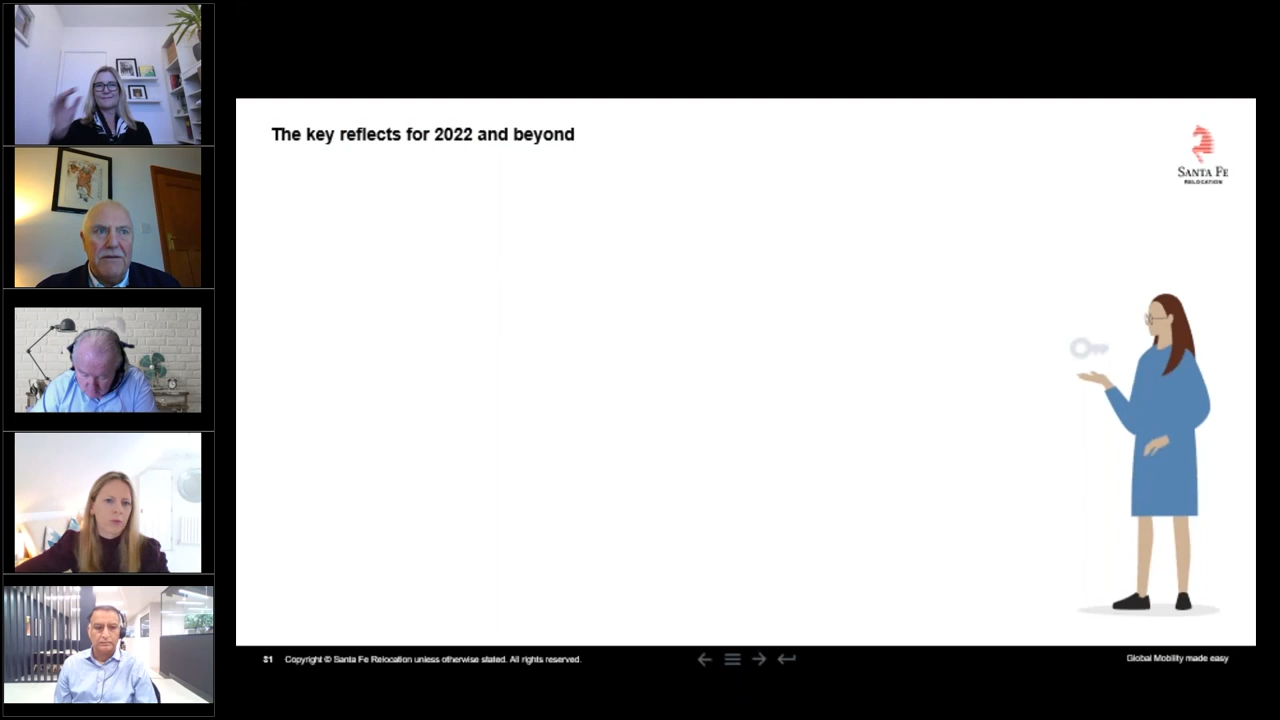 The key reflects for 2022 and beyond
SANTA FE
RELOCATION
31 Copyright © Santa Fe Relocation unless otherwise stated. All rights reserved.
Global Mobility made easy